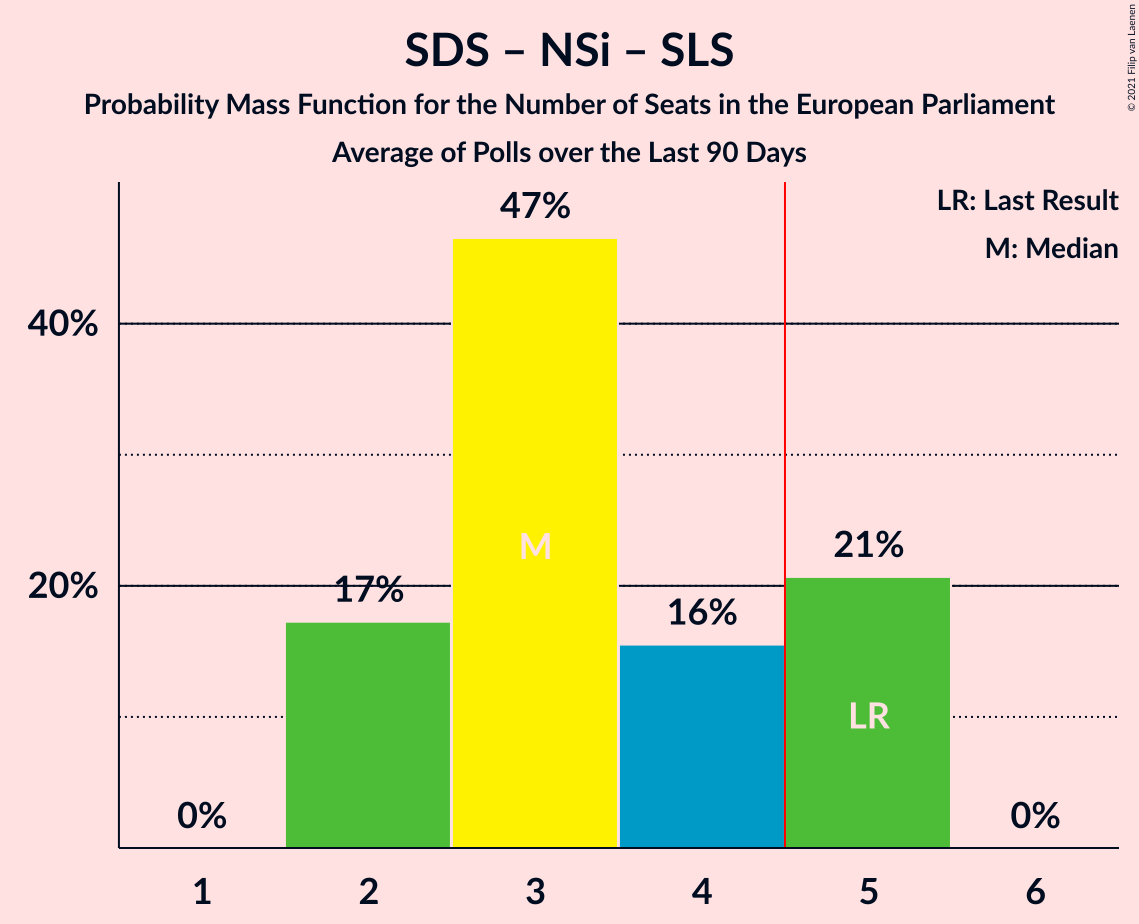 SDS – NSi – SLS
Probability Mass Function for the Number of Seats in the European Parliament
Average of Polls over the Last 90 Days
© 2021 Filip van Laenen
LR: Last Result
M: Median
47%
40%
M
21%
20%
17%
16%
LR
0%
0%
1
2
3
4
5
6